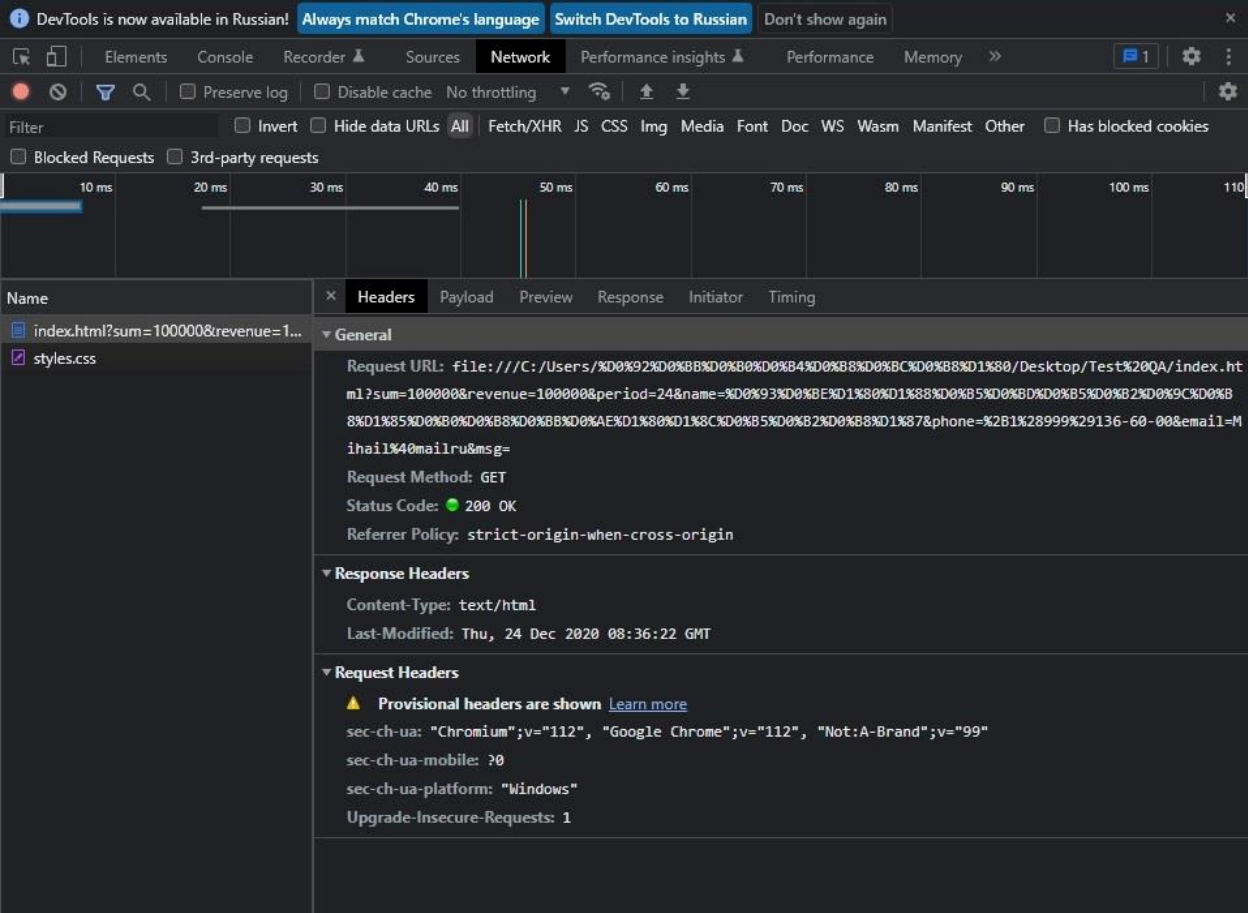 DevTools is now available in Russian! Always match Chrome's language Switch DevTools to Russian Don't show again
Elements Console Recorder Sources Network Performance insights Performance Memory 1
Preserve log Disable cache No throttling
Filter Invert Hide data URLs All Fetch/XHR JS CSS Img Media Font Doc WS Wasm Manifest Other Has blocked cookies
Blocked Requests 3rd-party requests
10 ms 20 ms 30 ms 40 ms 50 ms 60 ms 70 ms 80 ms 90 ms 100 ms 110
Name
index.html?sum=100000&revenue=1...
styles.css
Headers Payload Preview Response Initiator Timing
General
Request URL: file:///C:/Users/%D0%92%D0%BB%D0%B0%D0%B4%D0%B8%D0%BC%D0%B8%D1%80/Desktop/Test%20QA/index.ht
ml?sum=100000&revenue=100000&period=24&name=%D0%93%D0%BE%D1%80%D1%88%D0%B5%D0%BD%D0%B5%D0%B2%D0%9C%D0%B
8%D1%85%D0%B0%D0%B8%D0%BB%D0%AE%D1%80%D1%8C%D0%B5%D0%B2%D0%B8%D1%87&phone=%2B1%28999%29136-60-00&email=M
ihail%40mailru&msg=
Request Method: GET
Status Code: 200 OK
Referrer Policy: strict-origin-when-cross-origin
Response Headers
Content-Type: text/html
Last-Modified: Thu, 24 Dec 2020 08:36:22 GMT
Request Headers
Provisional headers are shown Learn more
sec-ch-ua: "Chromium";v="112", "Google Chrome";v="112", "Not:A-Brand";v="99"
sec-ch-ua-mobile: ?0
sec-ch-ua-platform: "Windows"
Upgrade-Insecure-Requests: 1